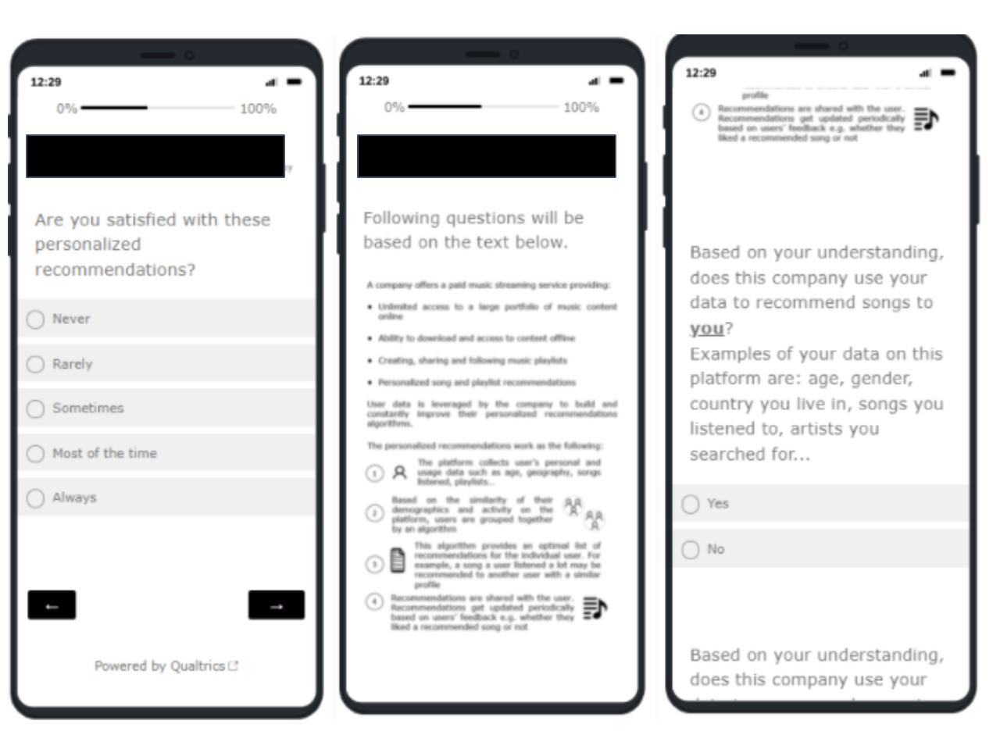 12:29
0% 100%
Are you satisfied with these
personalized
recommendations?
Never
Rarely
Sometimes
Most of the time
Always
←
→
Powered by Qualtrics
12:29
0% 100%
Following questions will be
based on the text below.
A company offers a paid music streaming service providing:
• Unlimited access to a large portfolio of music content
online
• Ability to download and access to content offline
• Creating, sharing and following music playlists
• Personalized song and playlist recommendations
User data is leveraged by the company to build and
constantly improve their personalized recommendations
algorithms.
The personalized recommendations work as the following:
1 The platform collects user's personal and
usage data such as age, geography, songs
listened, playlists...
2 Based on the similarity of their
demographics and activity on the
platform, users are grouped together
by an algorithm
3 This algorithm provides an optimal list of
recommendations for the individual user. For
example, a song a user listened a lot may be
recommended to another user with a similar
profile
4 Recommendations are shared with the user.
Recommendations get updated periodically
based on users' feedback e.g. whether they
liked a recommended song or not
12:29
profile
4 Recommendations are shared with the user.
Recommendations get updated periodically
based on users' feedback e.g. whether they
liked a recommended song or not
Based on your understanding,
does this company use your
data to recommend songs to
you?
Examples of your data on this
platform are: age, gender,
country you live in, songs you
listened to, artists you
searched for...
Yes
No
Based on your understanding,
does this company use your